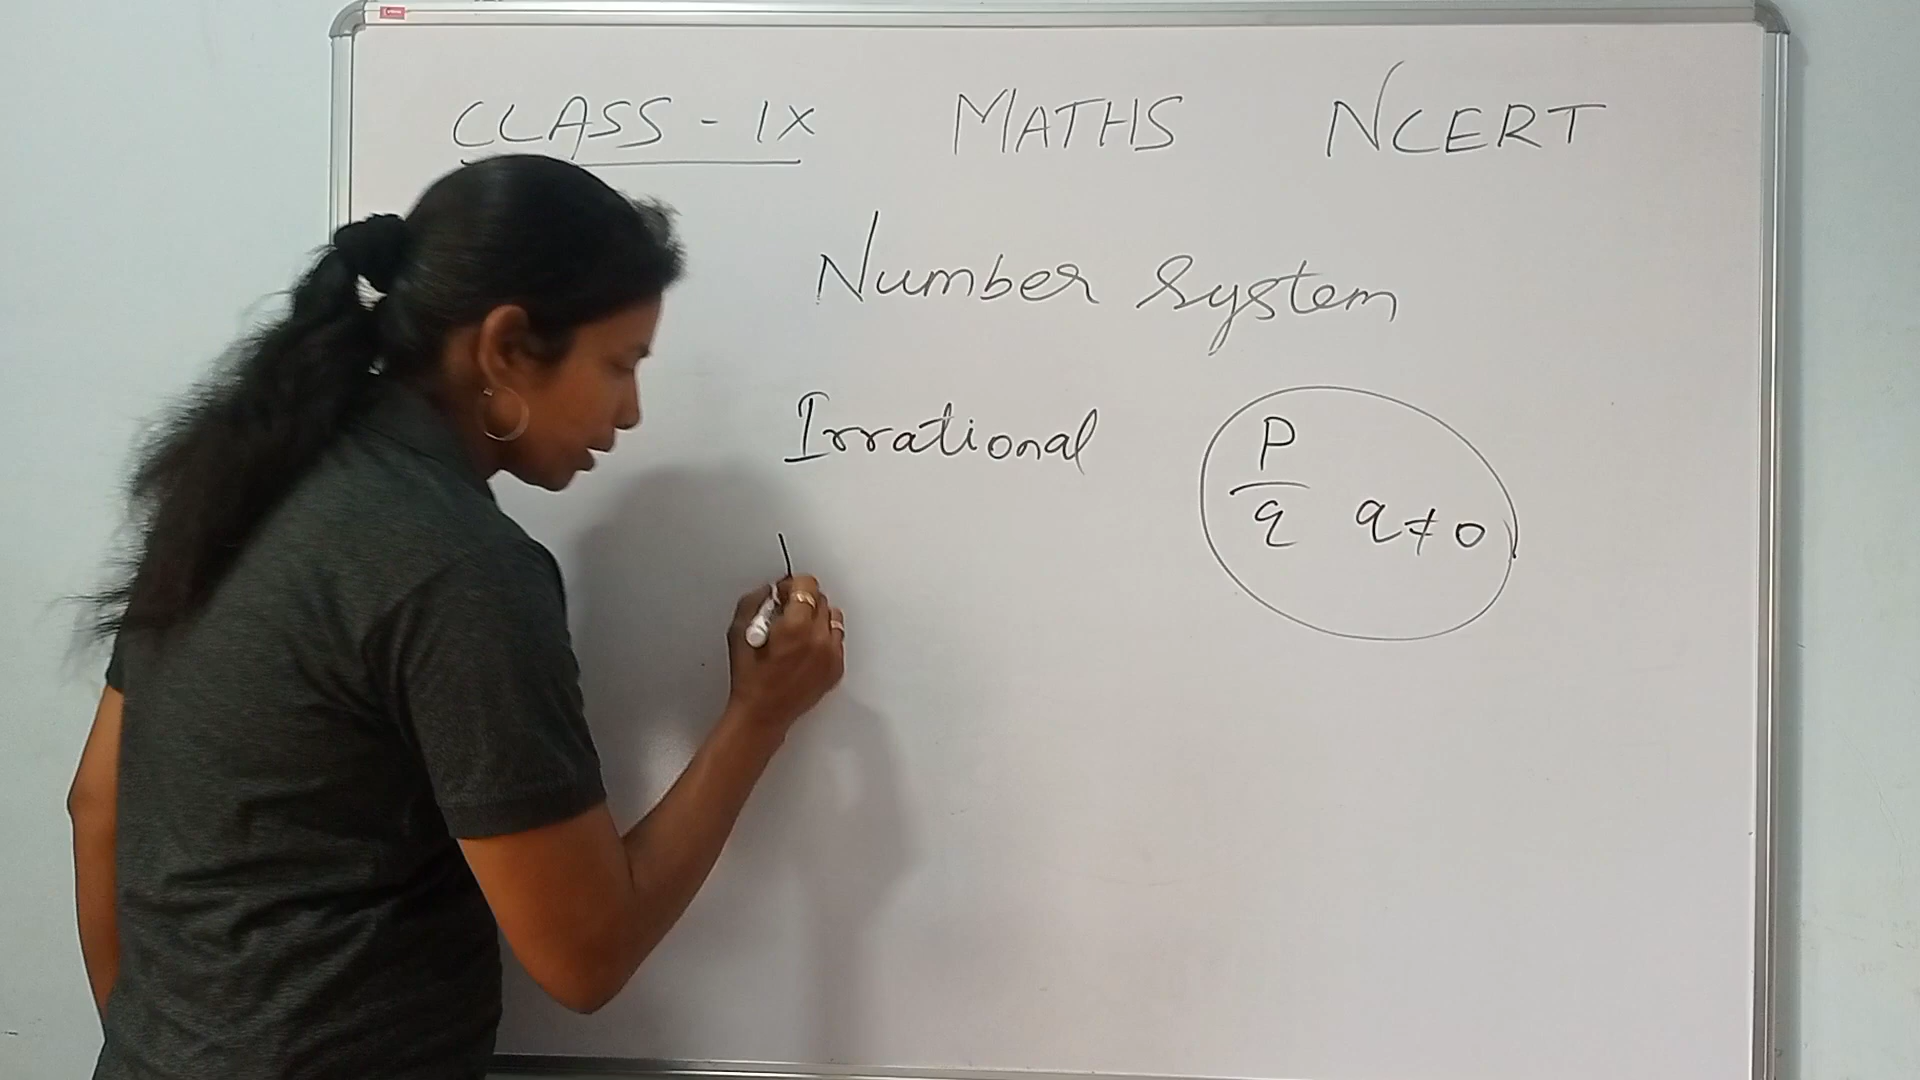 CLASS - IX MATHS NCERT
Number System
Irrational
P
q q ≠ 0